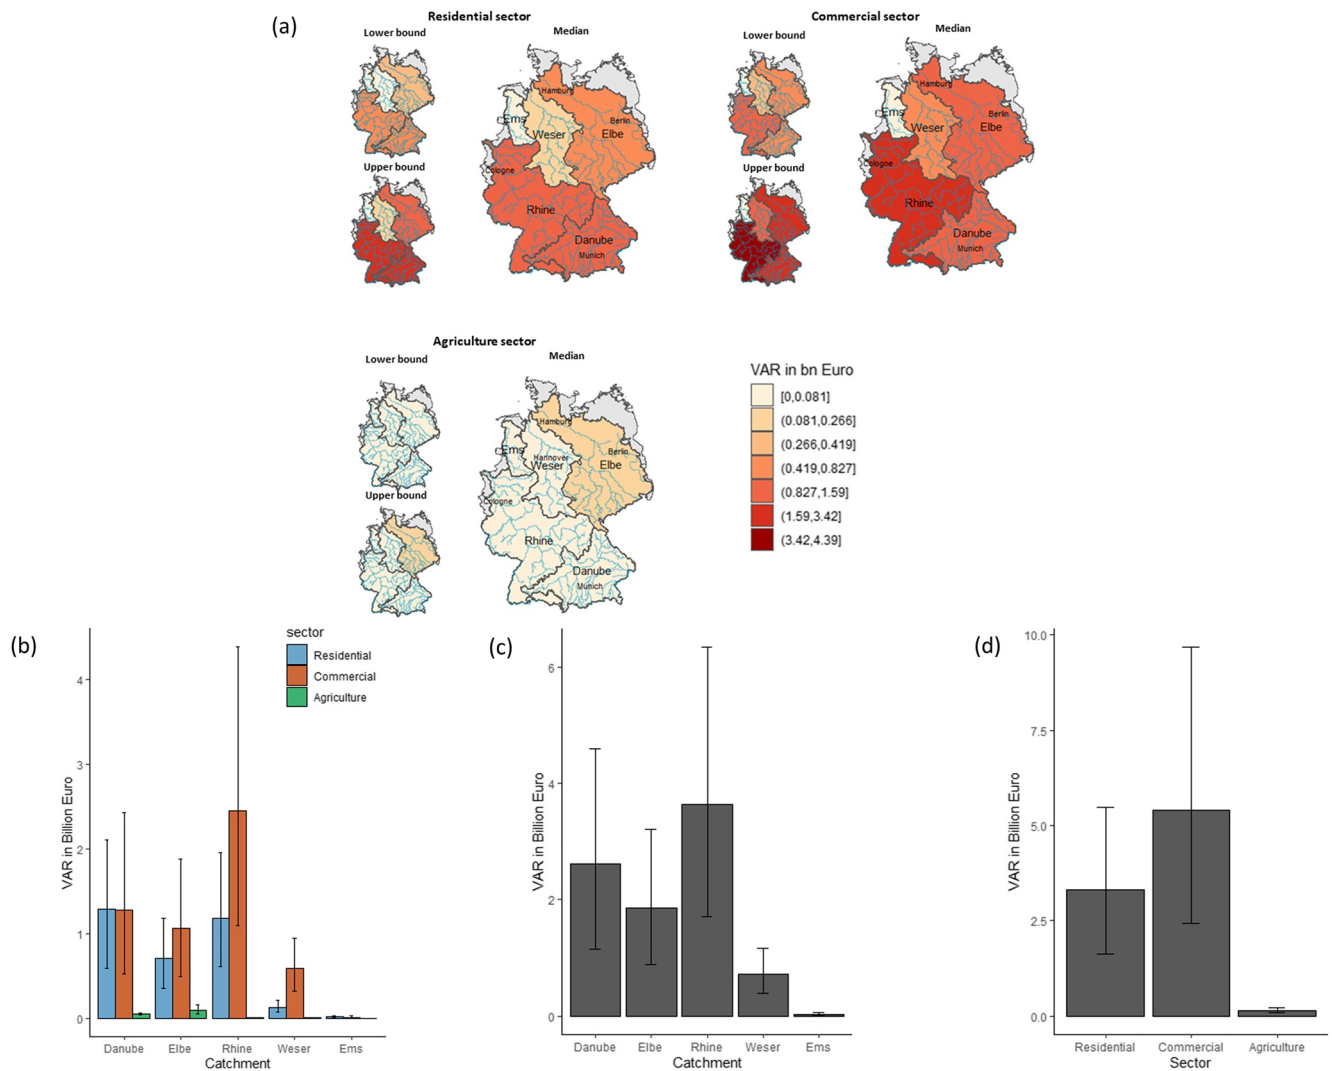 (a)
Residential sector
Lower bound
Median
Upper bound
Hamburg
Ems
Weser
Berlin
Elbe
Cologne
Rhine
Danube
Munich
Commercial sector
Lower bound
Median
Upper bound
Hamburg
Ems
Weser
Berlin
Elbe
Cologne
Rhine
Danube
Munich
Agriculture sector
Lower bound
Median
Upper bound
Hamburg
Ems
Hannover
Weser
Berlin
Elbe
Cologne
Rhine
Danube
Munich
VAR in bn Euro
[0,0.081]
(0.081,0.266]
(0.266,0.419]
(0.419,0.827]
(0.827,1.59]
(1.59,3.42]
(3.42,4.39]
(b)
sector
Residential
Commercial
Agriculture
VAR in Billion Euro
4
3
2
1
0
Danube Elbe Rhine Weser Ems
Catchment
(c)
VAR in Billion Euro
6
4
2
0
Danube Elbe Rhine Weser Ems
Catchment
(d)
VAR in Billion Euro
10.0
7.5
5.0
2.5
0.0
Residential Commercial Agriculture
Sector